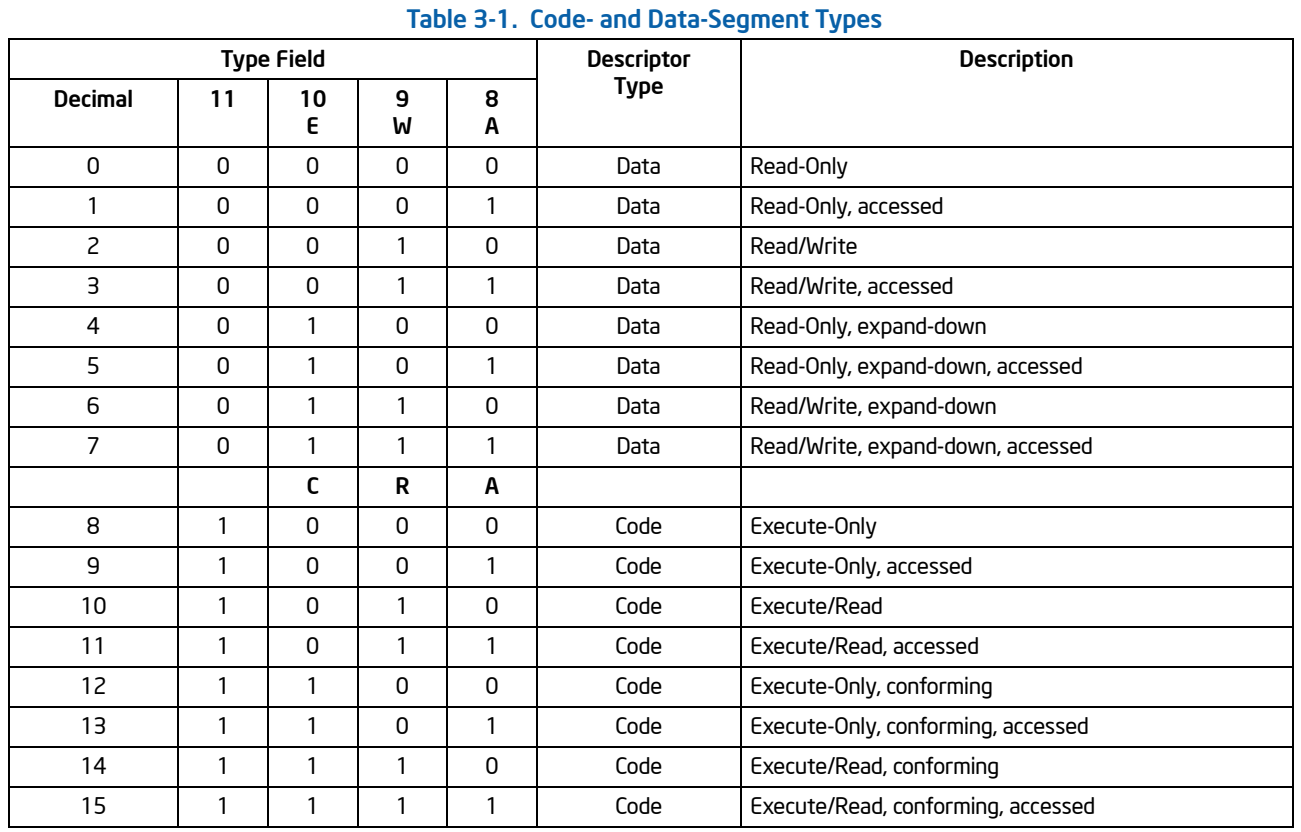 Table 3-1. Code- and Data-Segment Types
Type Field Descriptor Type Description
Decimal 11 10 E 9 W 8 A
0 0 0 0 0 Data Read-Only
1 0 0 0 1 Data Read-Only, accessed
2 0 0 1 0 Data Read/Write
3 0 0 1 1 Data Read/Write, accessed
4 0 1 0 0 Data Read-Only, expand-down
5 0 1 0 1 Data Read-Only, expand-down, accessed
6 0 1 1 0 Data Read/Write, expand-down
7 0 1 1 1 Data Read/Write, expand-down, accessed
C R A
8 1 0 0 0 Code Execute-Only
9 1 0 0 1 Code Execute-Only, accessed
10 1 0 1 0 Code Execute/Read
11 1 0 1 1 Code Execute/Read, accessed
12 1 1 0 0 Code Execute-Only, conforming
13 1 1 0 1 Code Execute-Only, conforming, accessed
14 1 1 1 0 Code Execute/Read, conforming
15 1 1 1 1 Code Execute/Read, conforming, accessed